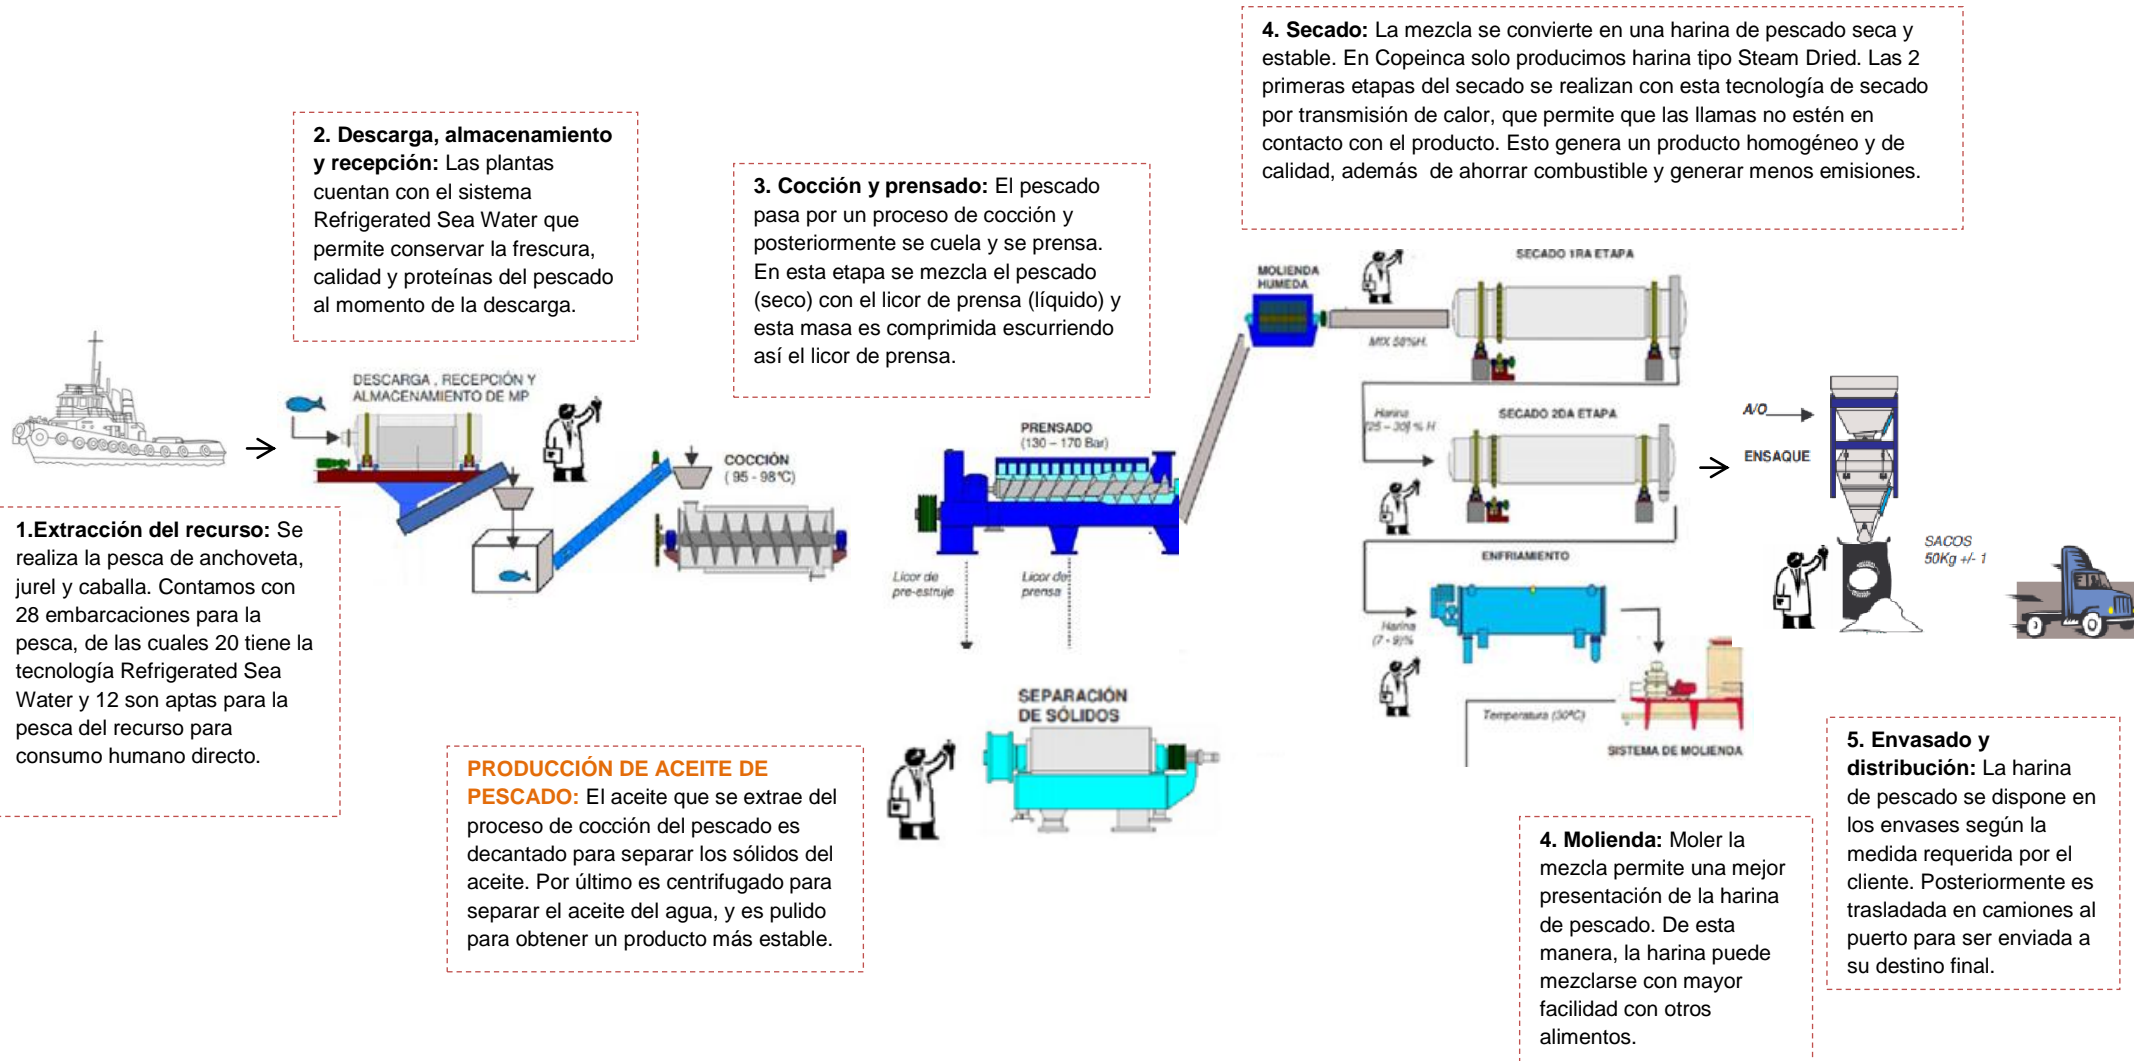 4. Secado: La mezcla se convierte en una harina de pescado seca y
estable. En Copeinca solo producimos harina tipo Steam Dried. Las 2
primeras etapas del secado se realizan con esta tecnología de secado
por transmisión de calor, que permite que las llamas no estén en
contacto con el producto. Esto genera un producto homogéneo y de
calidad, además  de ahorrar combustible y generar menos emisiones.
2. Descarga, almacenamiento
y recepción: Las plantas
cuentan con el sistema
Refrigerated Sea Water que
permite conservar la frescura,
calidad y proteínas del pescado
al momento de la descarga.
3. Cocción y prensado: El pescado
pasa por un proceso de cocción y
posteriormente se cuela y se prensa.
En esta etapa se mezcla el pescado
(seco) con el licor de prensa (líquido) y
esta masa es comprimida escurriendo
así el licor de prensa.
MOLIENDA
HUMEDA
SECADO 1RA ETAPA
MIX 58%H.
DESCARGA , RECEPCIÓN Y
ALMACENAMIENTO DE MP
COCCIÓN
( 95 - 98°C)
PRENSADO
(130 – 170 Bar)
Harina
(25 – 30) % H
SECADO 2DA ETAPA
A/O
ENSAQUE
SACOS
50Kg +/- 1
ENFRIAMIENTO
Harina
(7 - 9)%
Licor de
pre-estruje
Licor de
prensa
1.Extracción del recurso: Se
realiza la pesca de anchoveta,
jurel y caballa. Contamos con
28 embarcaciones para la
pesca, de las cuales 20 tiene la
tecnología Refrigerated Sea
Water y 12 son aptas para la
pesca del recurso para
consumo humano directo.
SEPARACIÓN
DE SÓLIDOS
Temperatura (30ºC)
SISTEMA DE MOLIENDA
PRODUCCIÓN DE ACEITE DE
PESCADO: El aceite que se extrae del
proceso de cocción del pescado es
decantado para separar los sólidos del
aceite. Por último es centrifugado para
separar el aceite del agua, y es pulido
para obtener un producto más estable.
4. Molienda: Moler la
mezcla permite una mejor
presentación de la harina
de pescado. De esta
manera, la harina puede
mezclarse con mayor
facilidad con otros
alimentos.
5. Envasado y
distribución: La harina
de pescado se dispone en
los envases según la
medida requerida por el
cliente. Posteriormente es
trasladada en camiones al
puerto para ser enviada a
su destino final.